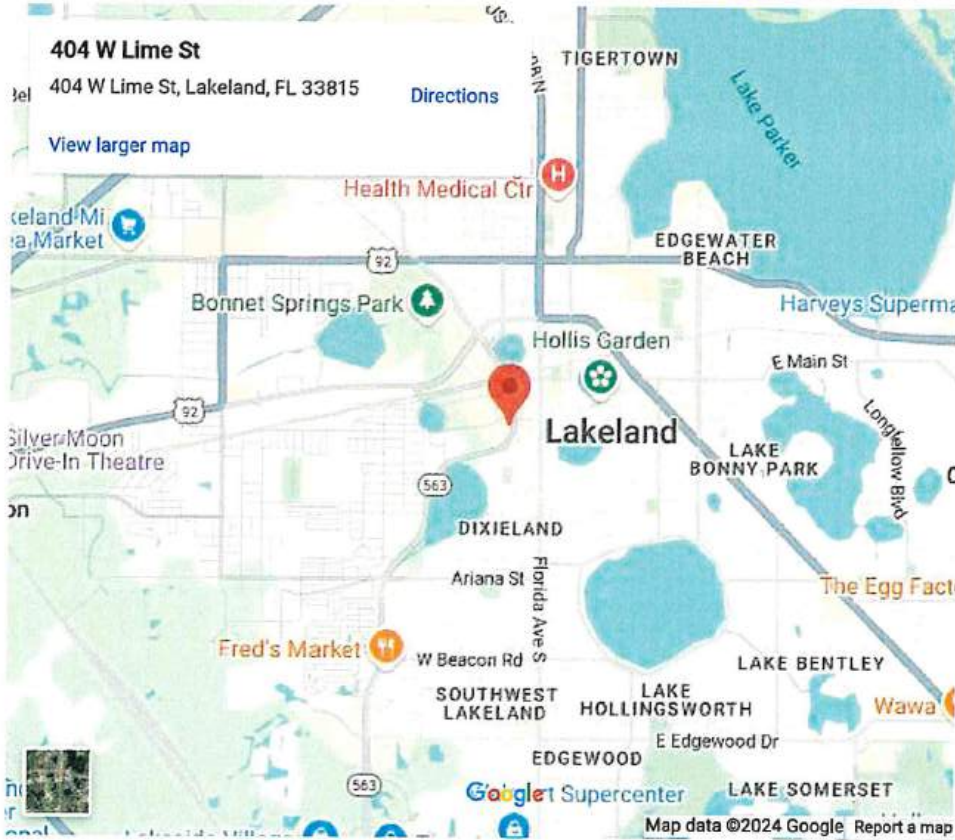 404 W Lime St
404 W Lime St, Lakeland, FL 33815
Directions
View larger map
TIGERTOWN
Lake Parker
Health Medical Ctr
keland Mi
ea Market
92
EDGEWATER
BEACH
Bonnet Springs Park
Harveys Superma
Hollis Garden
E Main St
92
Lakeland
Longfellow Blvd
Silver Moon
Drive-In Theatre
LAKE
BONNY PARK
563
on
DIXIELAND
Ariana St
Florida Ave S
The Egg Facto
Fred's Market
W Beacon Rd
LAKE BENTLEY
SOUTHWEST
LAKELAND
LAKE
HOLLINGSWORTH
Wawa
E Edgewood Dr
EDGEWOOD
563
Google
t Supercenter
LAKE SOMERSET
Map data ©2024 Google
Report a map